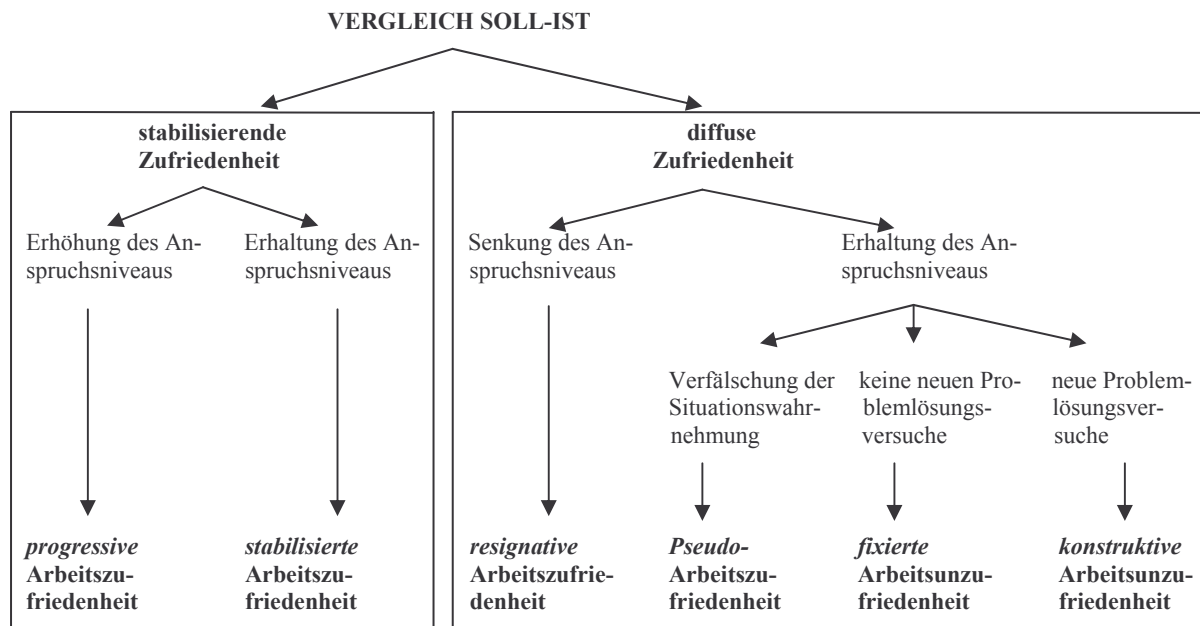 VERGLEICH SOLL-IST
stabilisierende
Zufriedenheit
diffuse
Zufriedenheit
Erhöhung des An-
spruchsniveaus
Erhaltung des An-
spruchsniveaus
Senkung des An-
spruchsniveaus
Erhaltung des An-
spruchsniveaus
Verfälschung der
Situationswahr-
nehmung
keine neuen Pro-
blemlösungs-
versuche
neue Problem-
lösungsver-
suche
progressive
Arbeitszu-
friedenheit
stabilisierte
Arbeitszu-
friedenheit
resignative
Arbeitszufrie-
denheit
Pseudo-
Arbeitszu-
friedenheit
fixierte
Arbeitsunzu-
friedenheit
konstruktive
Arbeitsunzu-
friedenheit